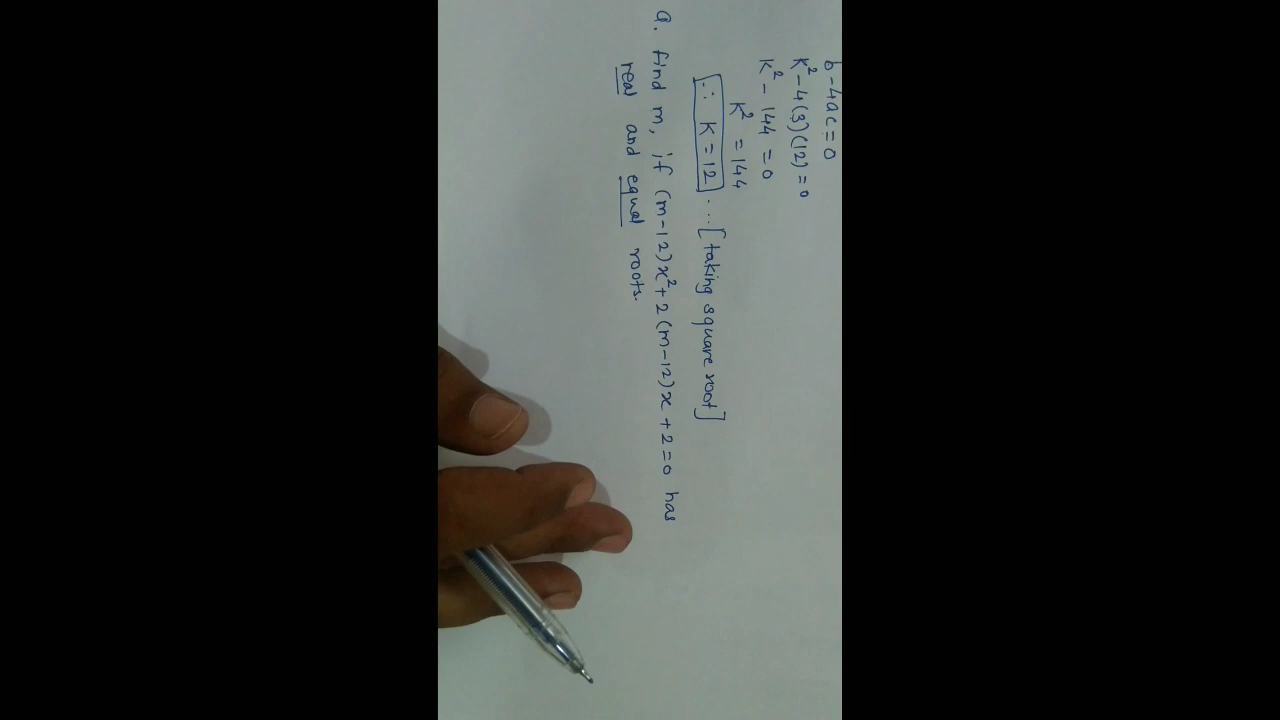 b-4ac=0
K²-4(3)(12)=0
K² - 144 = 0
K² = 144
∴ K=12 ...[taking square root]
Q. find m, if (m-12)x²+2(m-12)x+2=0 has
real and equal roots.